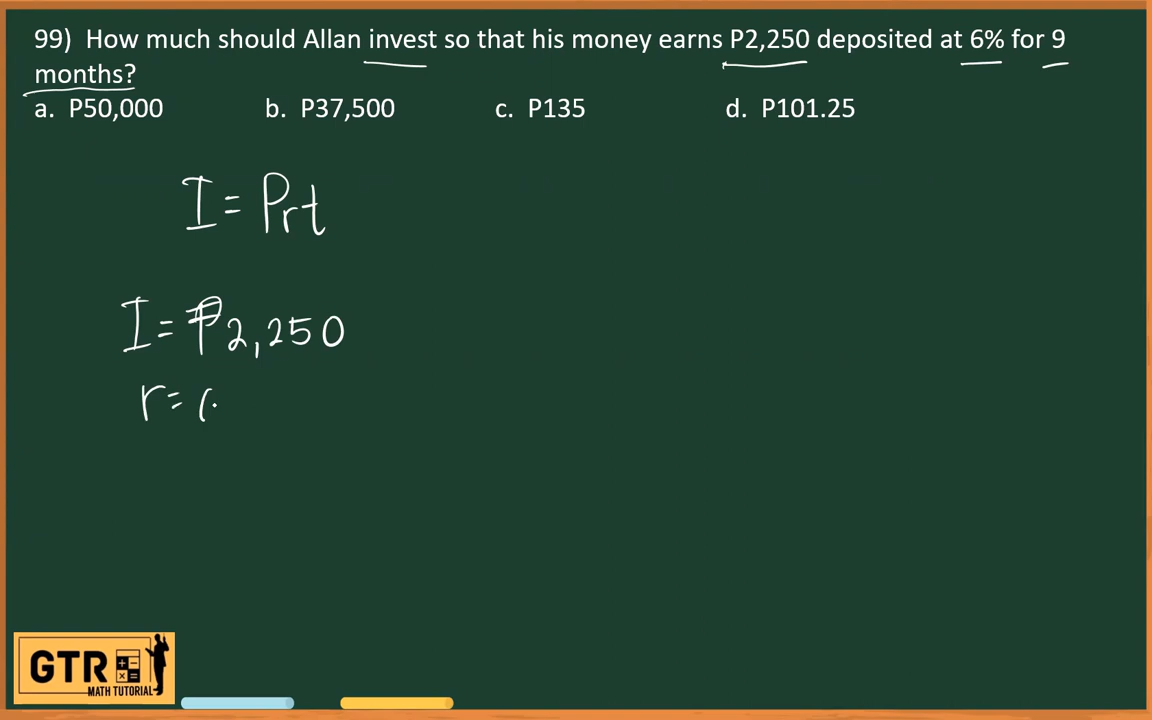 99) How much should Allan invest so that his money earns P2,250 deposited at 6% for 9
months?
a. P50,000 b. P37,500 c. P135 d. P101.25
I = Prt
I = ₱2,250
r =
GTR
MATH TUTORIAL